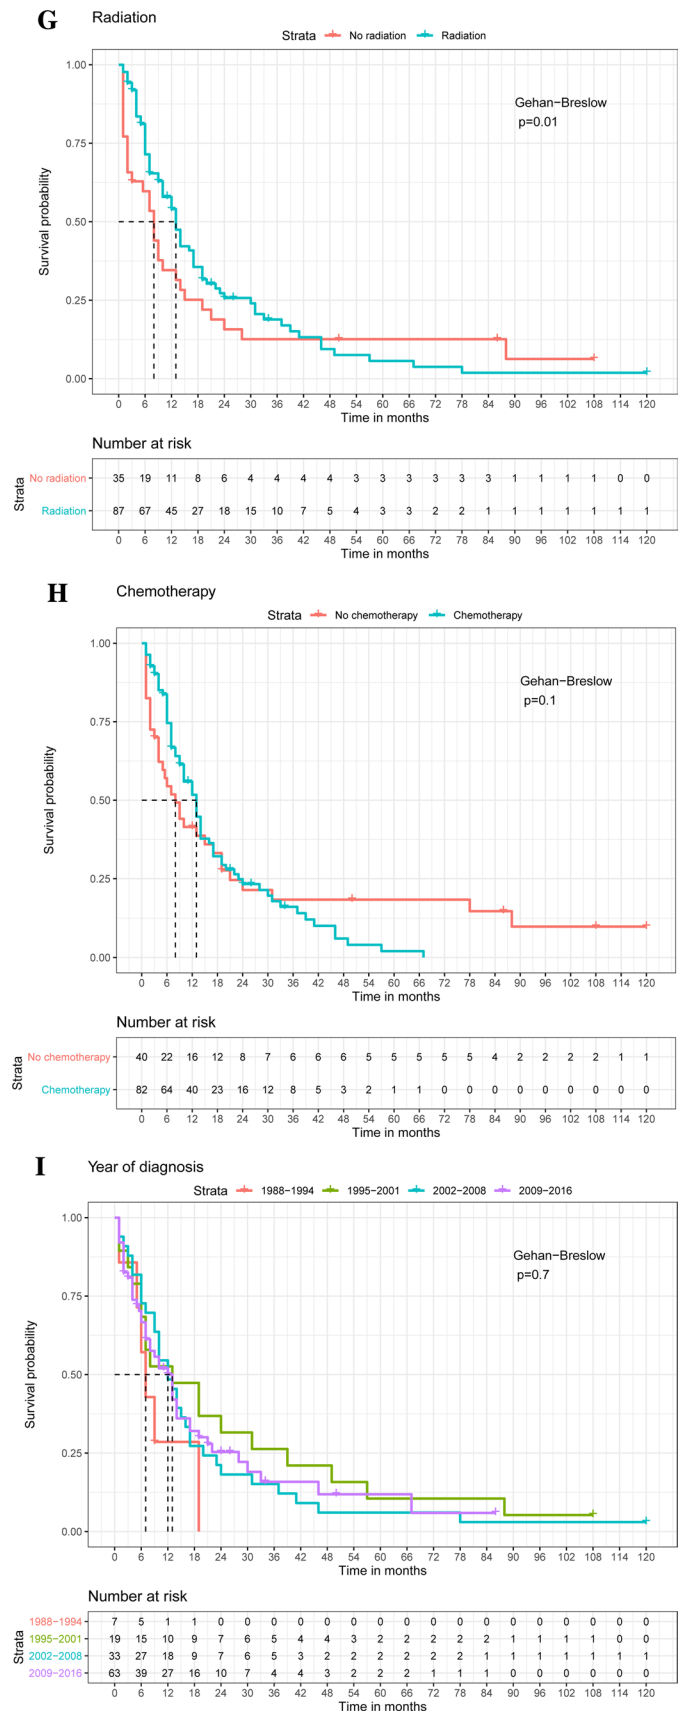 G Radiation
Strata No radiation Radiation
1.00
Gehan−Breslow
p=0.01
0.75
Survival probability
0.50
0.25
0.00
0 6 12 18 24 30 36 42 48 54 60 66 72 78 84 90 96 102 108 114 120
Time in months
Number at risk
Strata
No radiation 35 19 11 8 6 4 4 4 4 3 3 3 3 3 3 1 1 1 1 0 0
Radiation 87 67 45 27 18 15 10 7 5 4 3 3 2 2 1 1 1 1 1 1 1
0 6 12 18 24 30 36 42 48 54 60 66 72 78 84 90 96 102 108 114 120
Time in months
H Chemotherapy
Strata No chemotherapy Chemotherapy
1.00
Gehan−Breslow
p=0.1
0.75
Survival probability
0.50
0.25
0.00
0 6 12 18 24 30 36 42 48 54 60 66 72 78 84 90 96 102 108 114 120
Time in months
Number at risk
Strata
No chemotherapy 40 22 16 12 8 7 6 6 6 5 5 5 5 5 4 2 2 2 2 1 1
Chemotherapy 82 64 40 23 16 12 8 5 3 2 1 1 0 0 0 0 0 0 0 0 0
0 6 12 18 24 30 36 42 48 54 60 66 72 78 84 90 96 102 108 114 120
Time in months
I Year of diagnosis
Strata 1988−1994 1995−2001 2002−2008 2009−2016
1.00
Gehan−Breslow
p=0.7
0.75
Survival probability
0.50
0.25
0.00
0 6 12 18 24 30 36 42 48 54 60 66 72 78 84 90 96 102 108 114 120
Time in months
Number at risk
Strata
1988−1994 7 5 1 1 0 0 0 0 0 0 0 0 0 0 0 0 0 0 0 0 0
1995−2001 19 15 10 9 7 6 5 4 4 3 2 2 2 2 2 1 1 1 1 0 0
2002−2008 33 27 18 9 7 6 5 3 2 2 2 2 2 2 1 1 1 1 1 1 1
2009−2016 63 39 27 16 10 7 4 4 3 2 2 2 1 1 1 0 0 0 0 0 0
0 6 12 18 24 30 36 42 48 54 60 66 72 78 84 90 96 102 108 114 120
Time in months